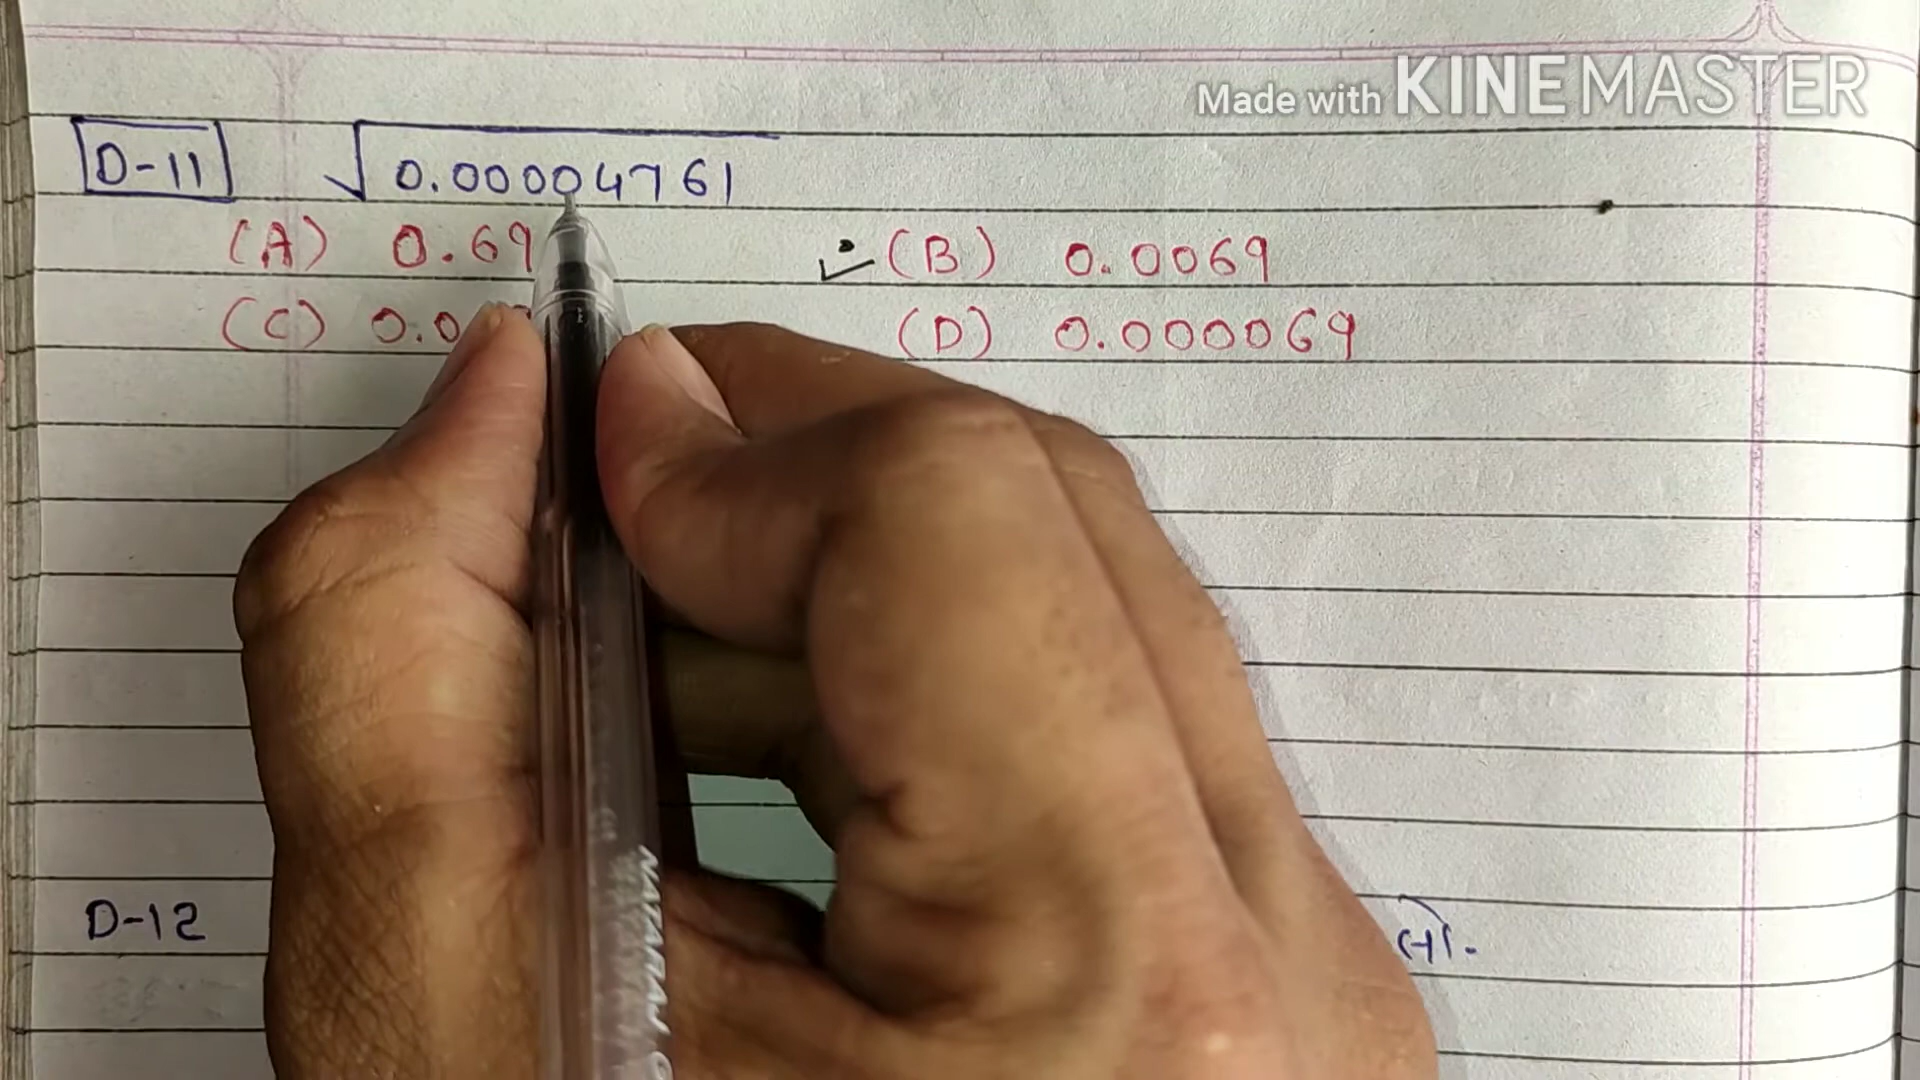 Made with KINEMASTER
D-11 √0.00004761
(A) 0.69 (B) 0.0069
(C) 0.0 (D) 0.000069
D-12